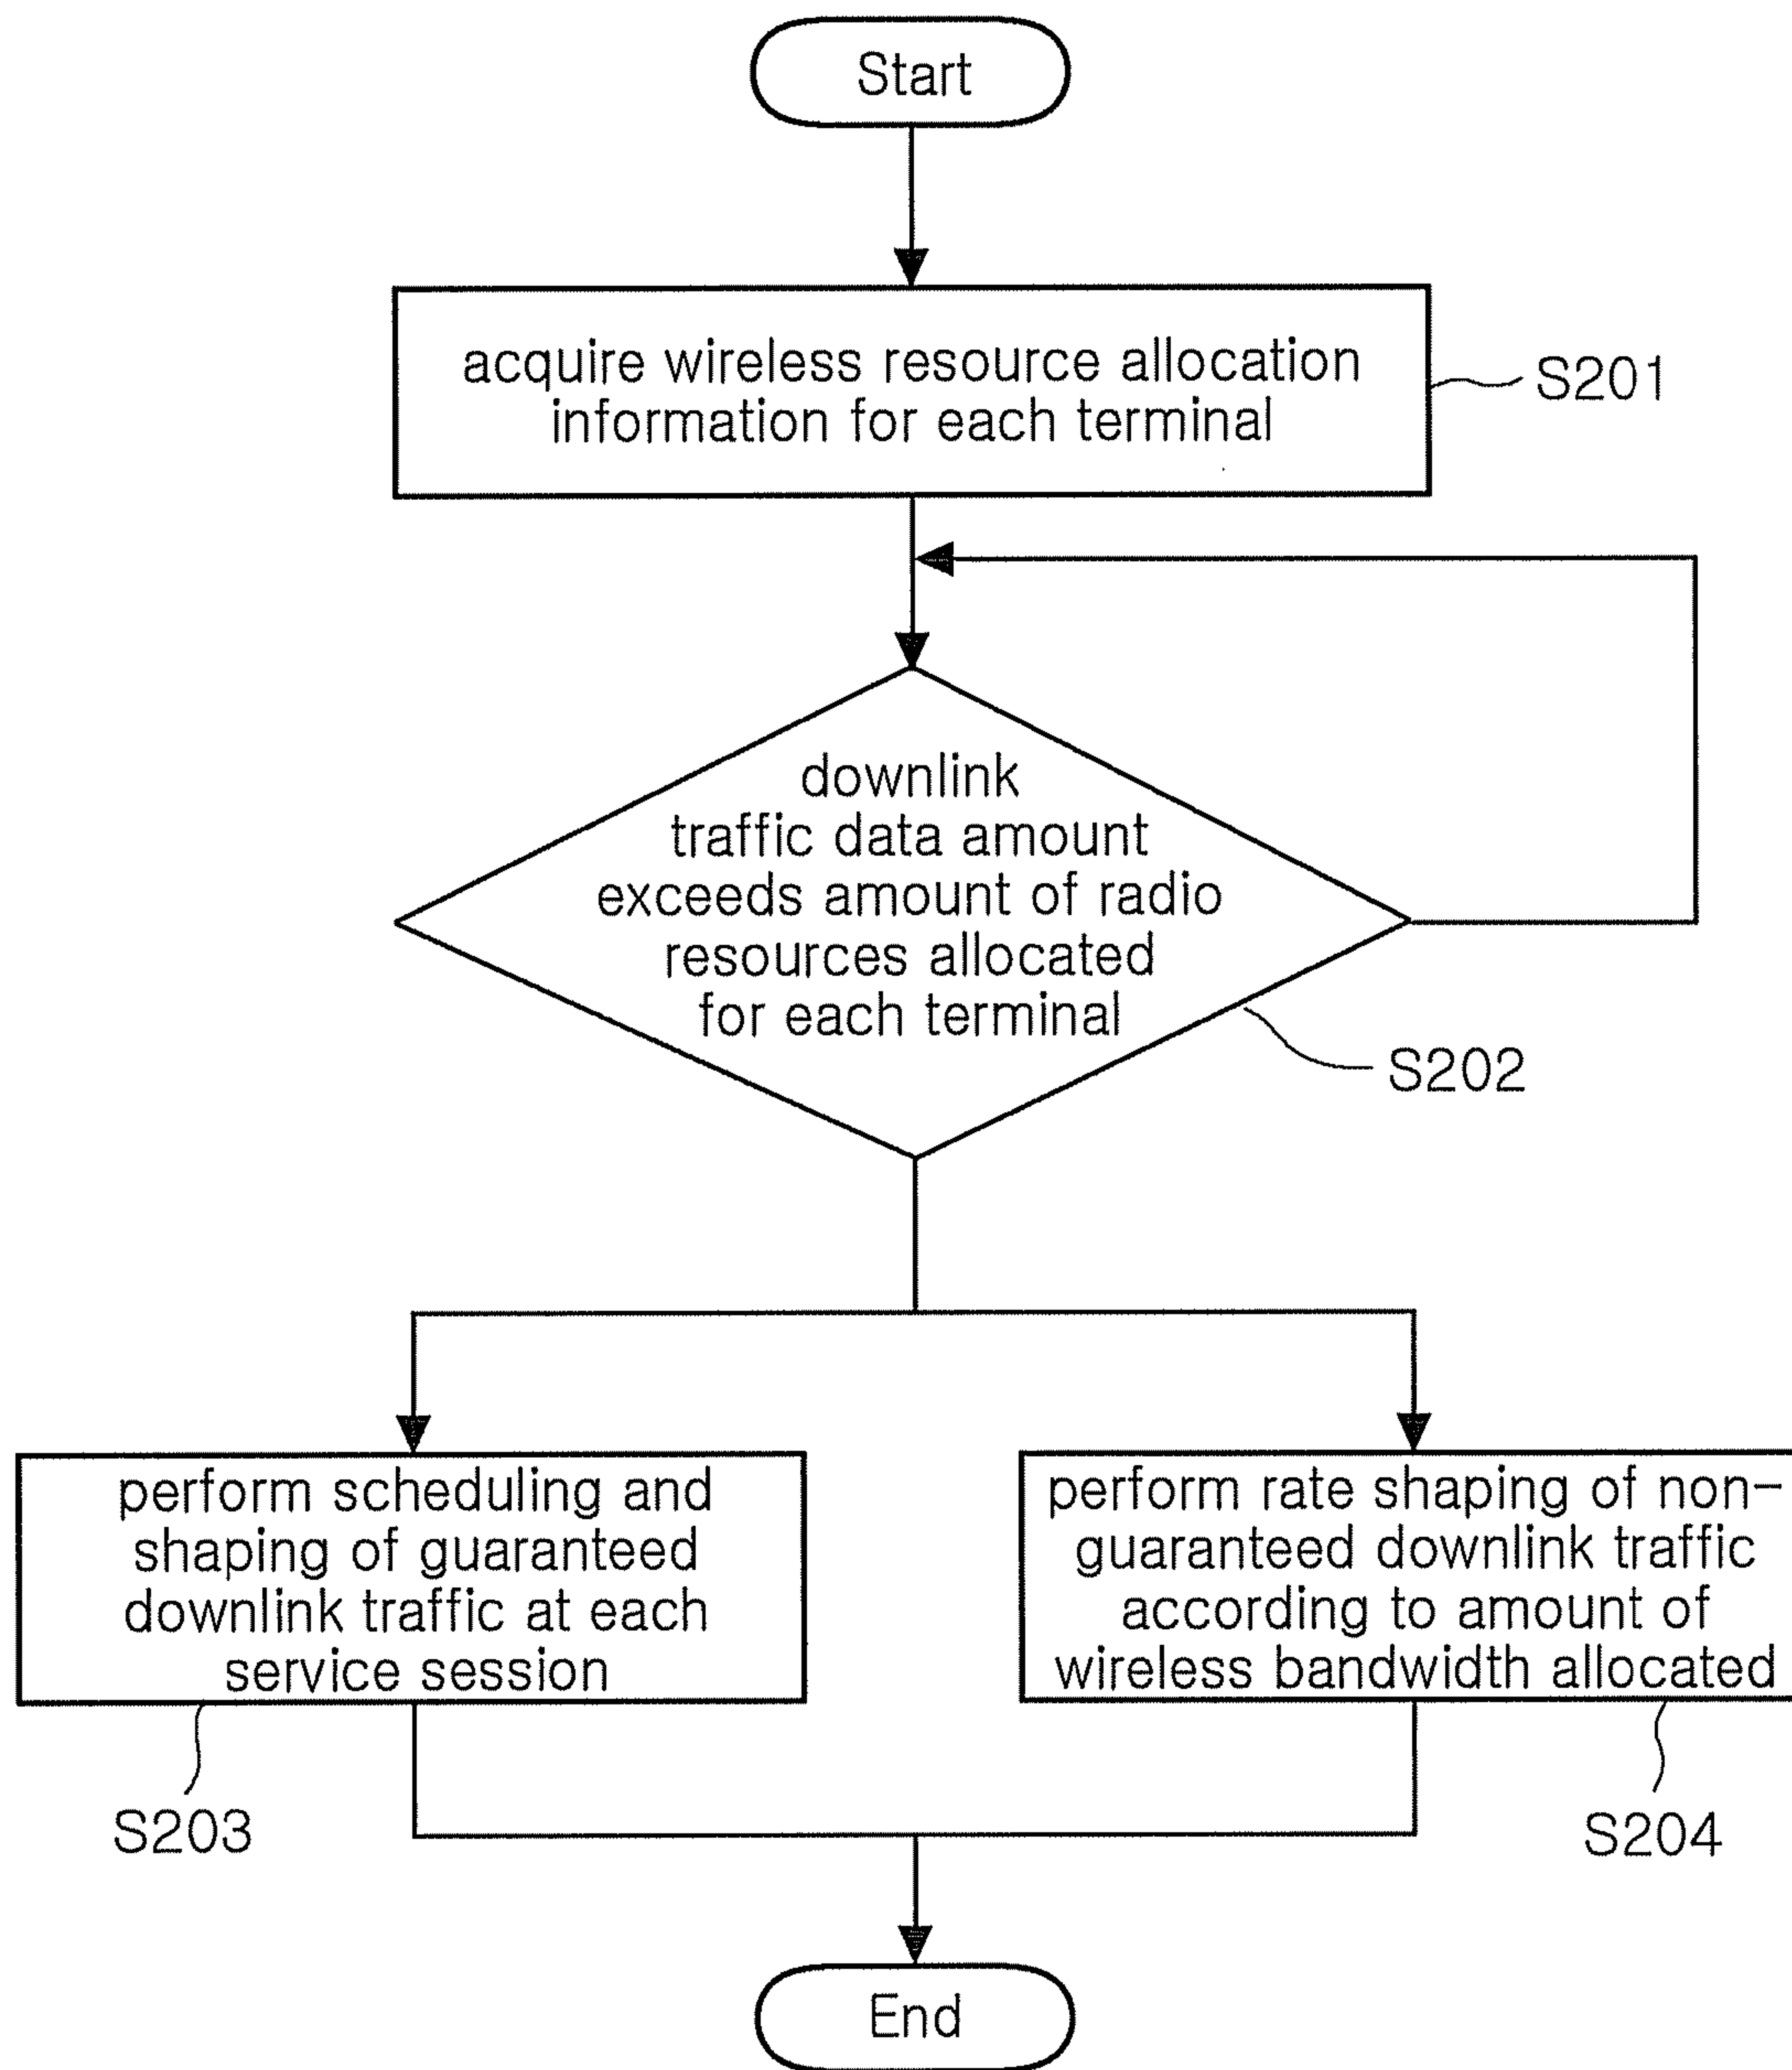 Start
acquire wireless resource allocation
information for each terminal
S201
downlink
traffic data amount
exceeds amount of radio
resources allocated
for each terminal
S202
perform scheduling and
shaping of guaranteed
downlink traffic at each
service session
S203
perform rate shaping of non-
guaranteed downlink traffic
according to amount of
wireless bandwidth allocated
S204
End